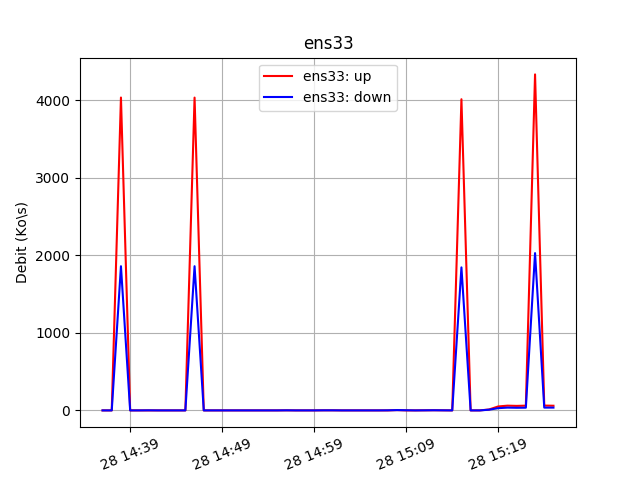 ens33
ens33: up
ens33: down
Debit (Ko\s)
4000
3000
2000
1000
0
28 14:39
28 14:49
28 14:59
28 15:09
28 15:19